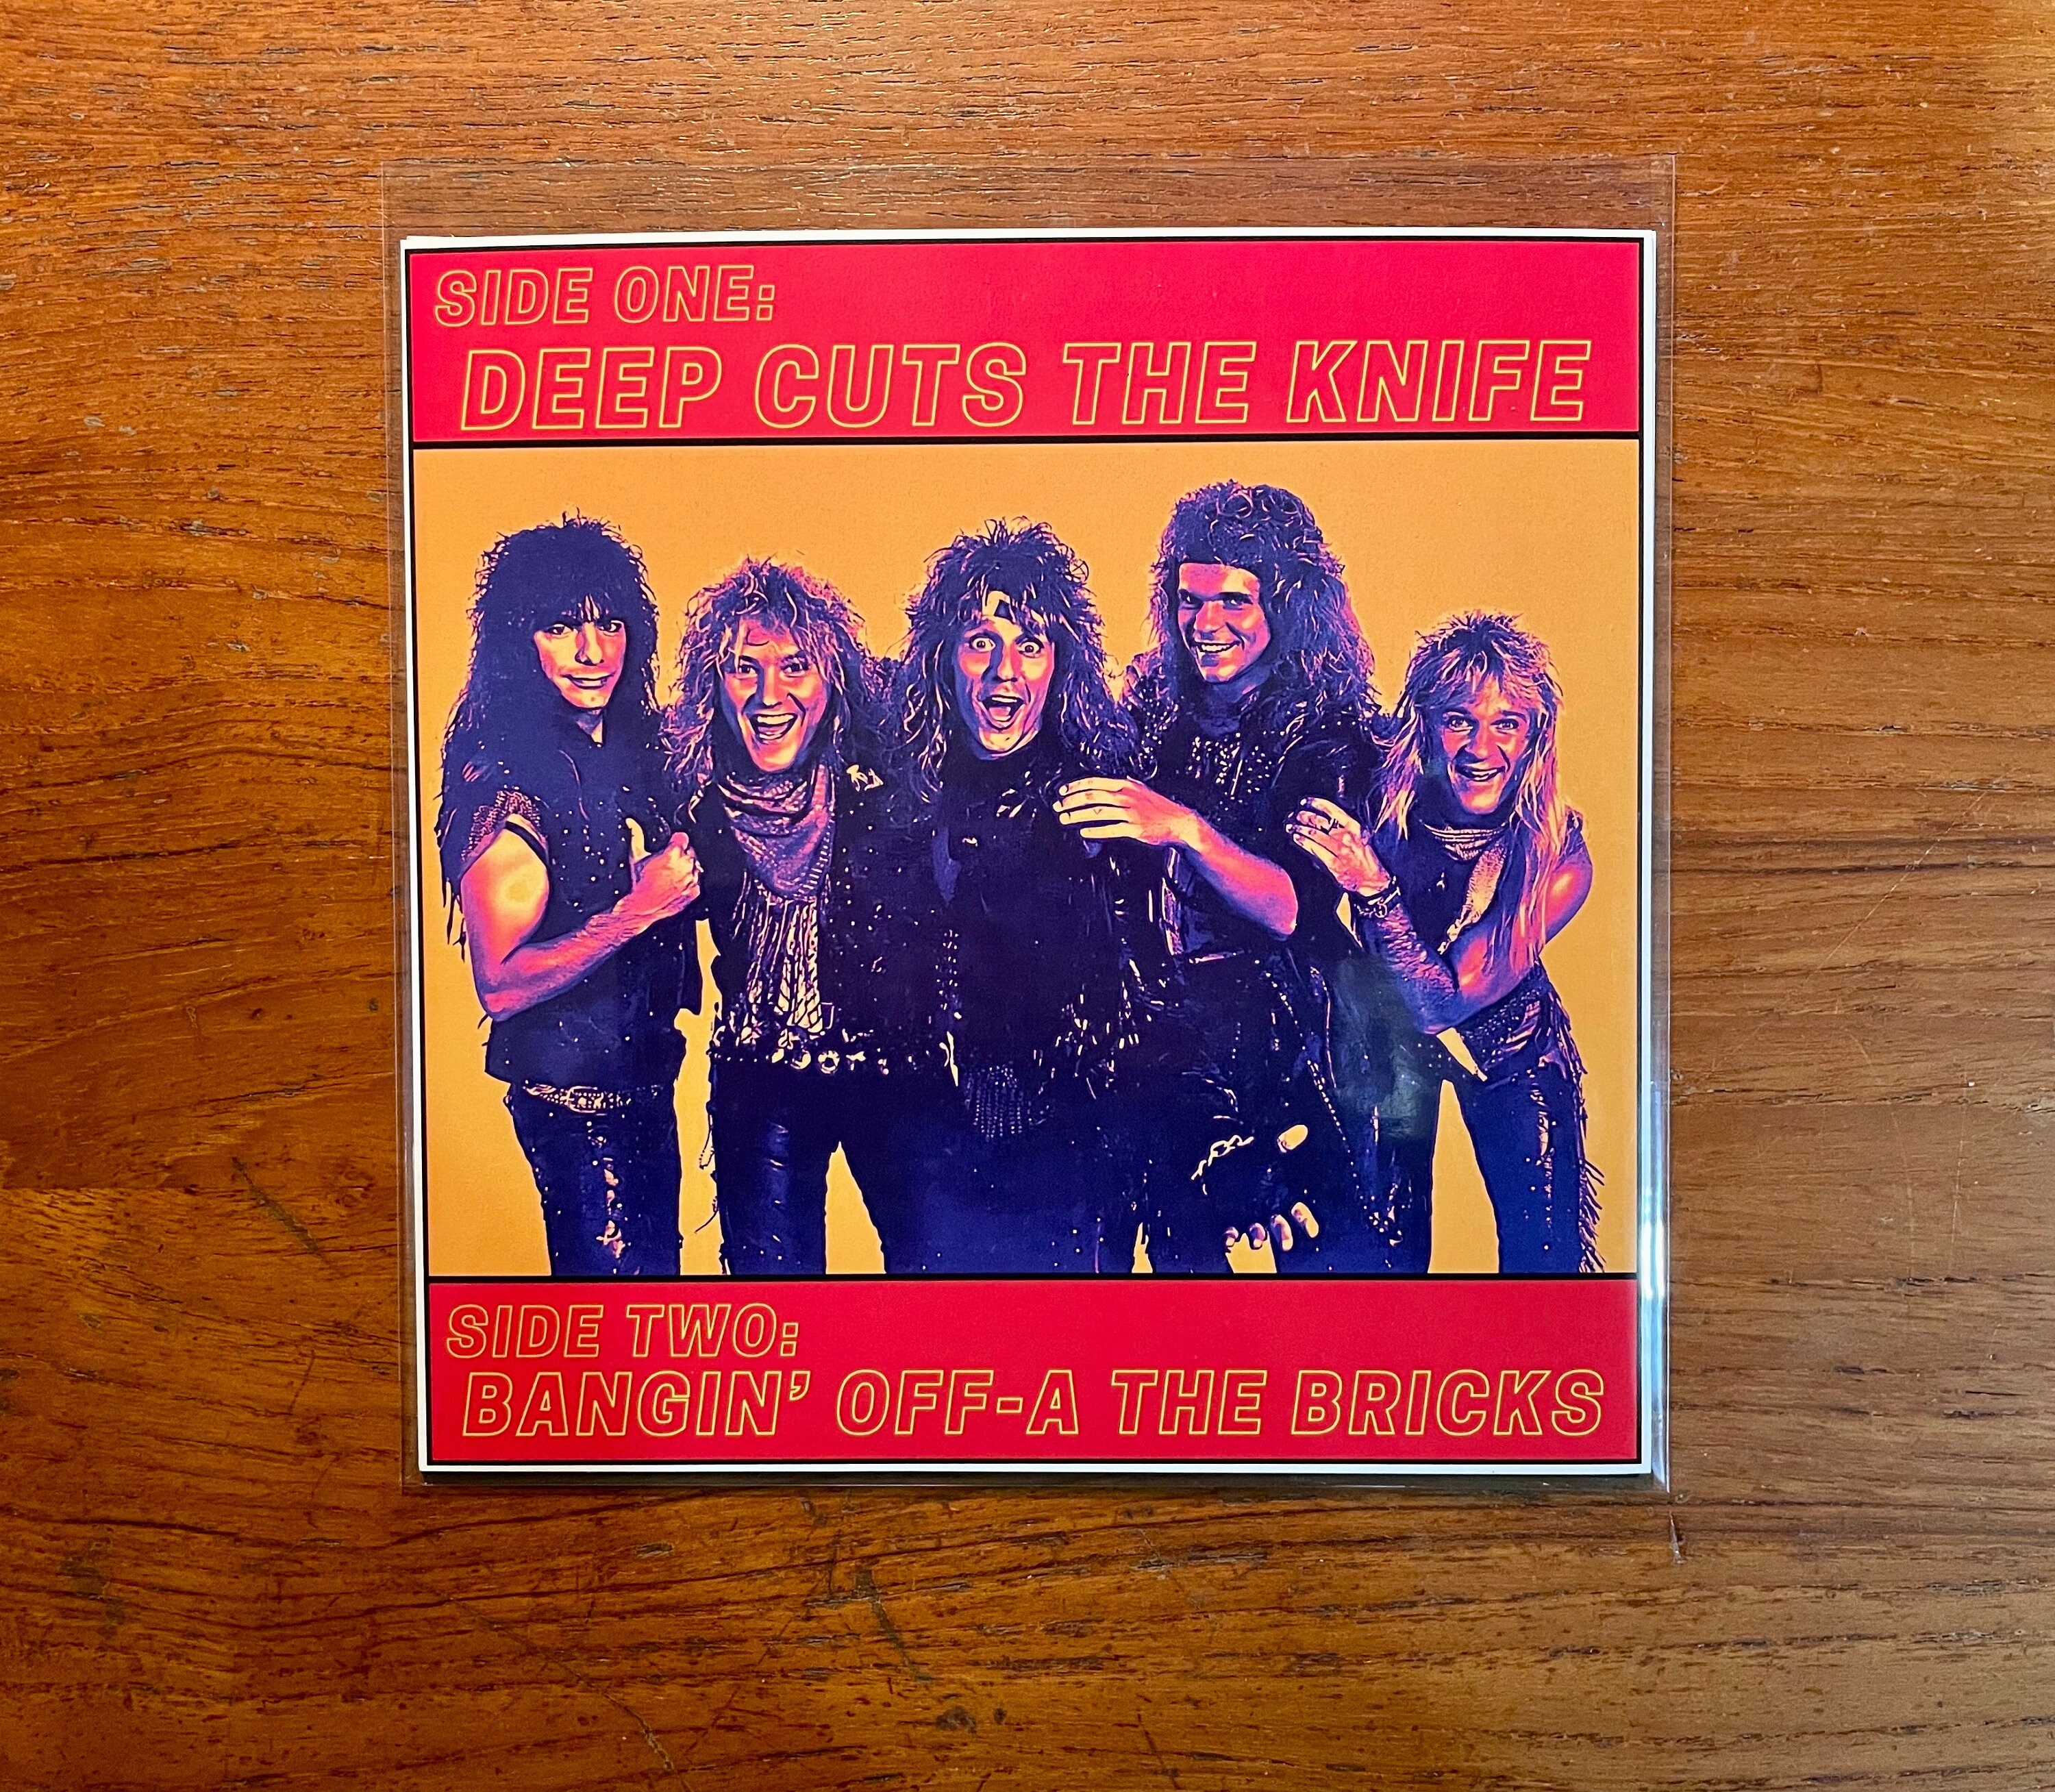 SIDE ONE:
DEEP CUTS THE KNIFE
SIDE TWO:
BANGIN' OFF-A THE BRICKS